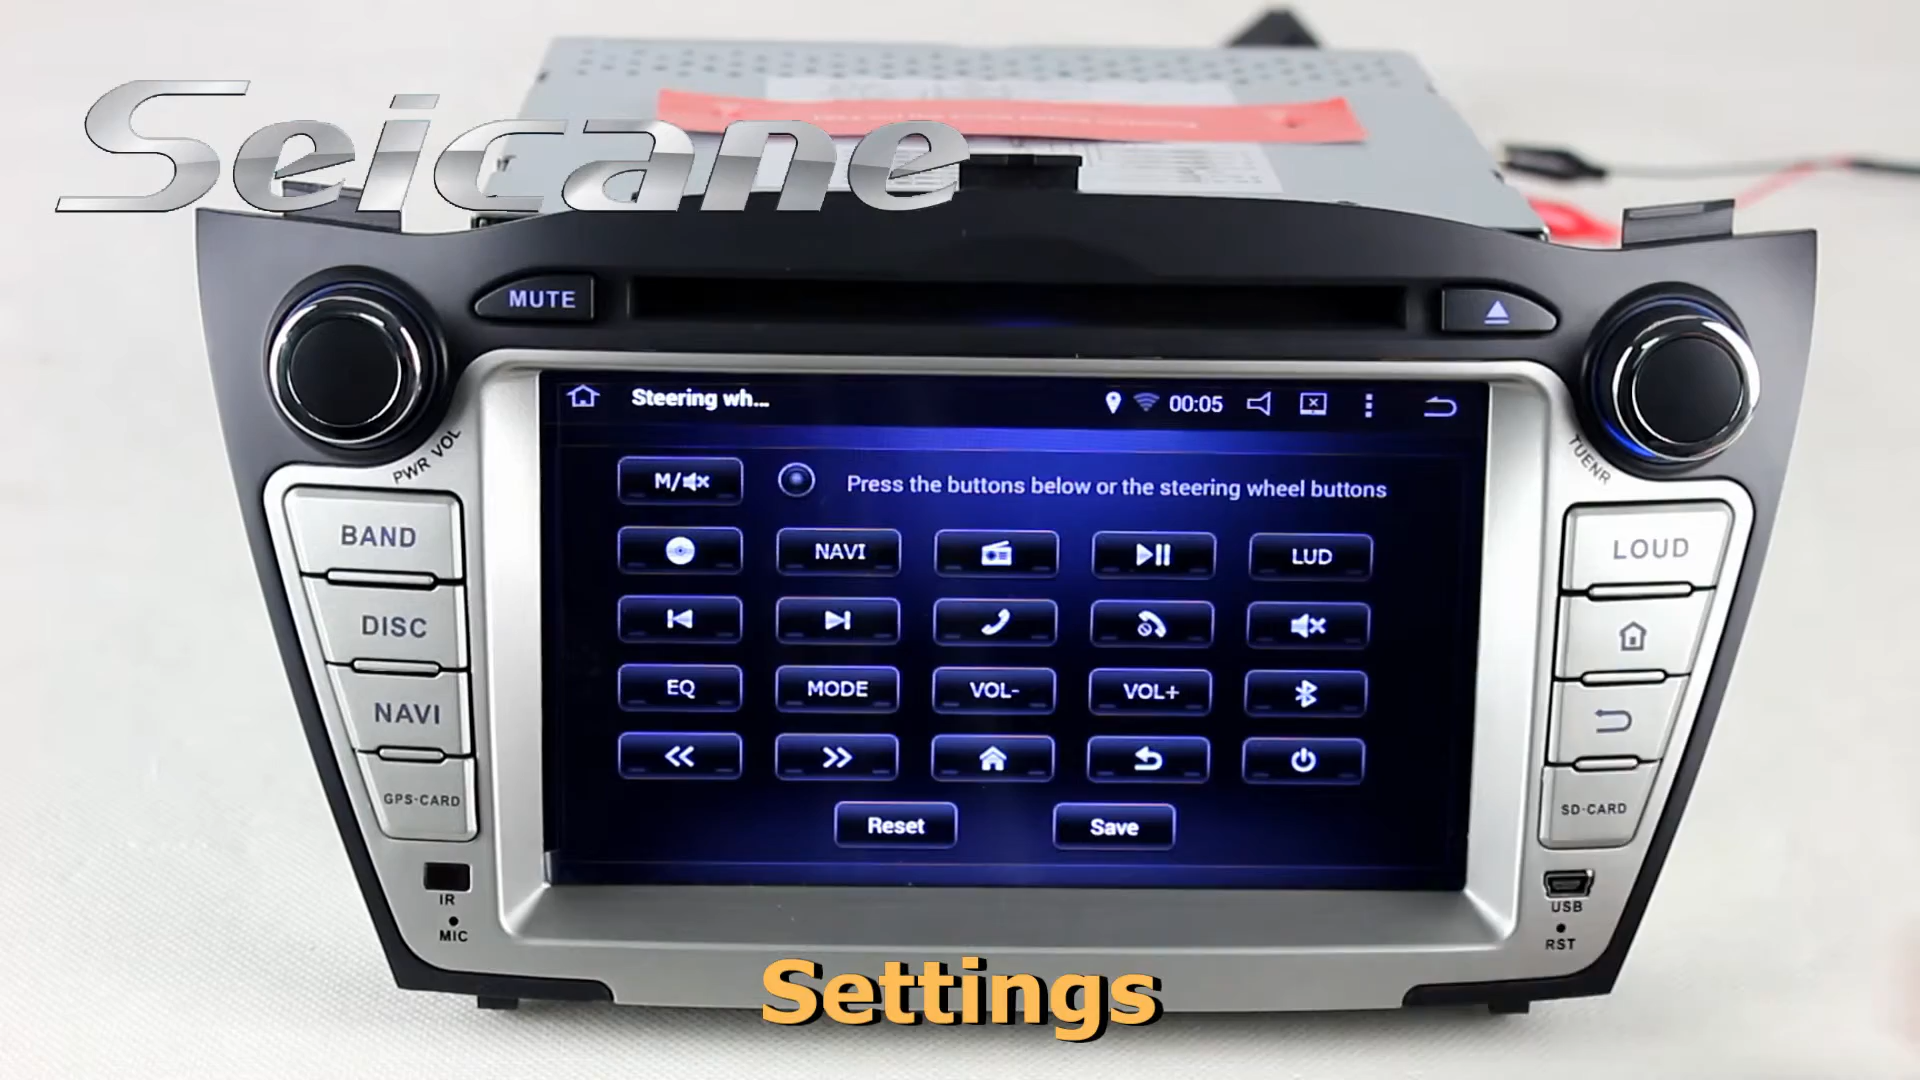 Seicane
MUTE
PWR VOL
TUENR
Steering wh...
00:05
M/
Press the buttons below or the steering wheel buttons
NAVI
LUD
EQ
MODE
VOL-
VOL+
Reset
Save
BAND
DISC
NAVI
GPS-CARD
IR
MIC
LOUD
SD-CARD
USB
RST
Settings